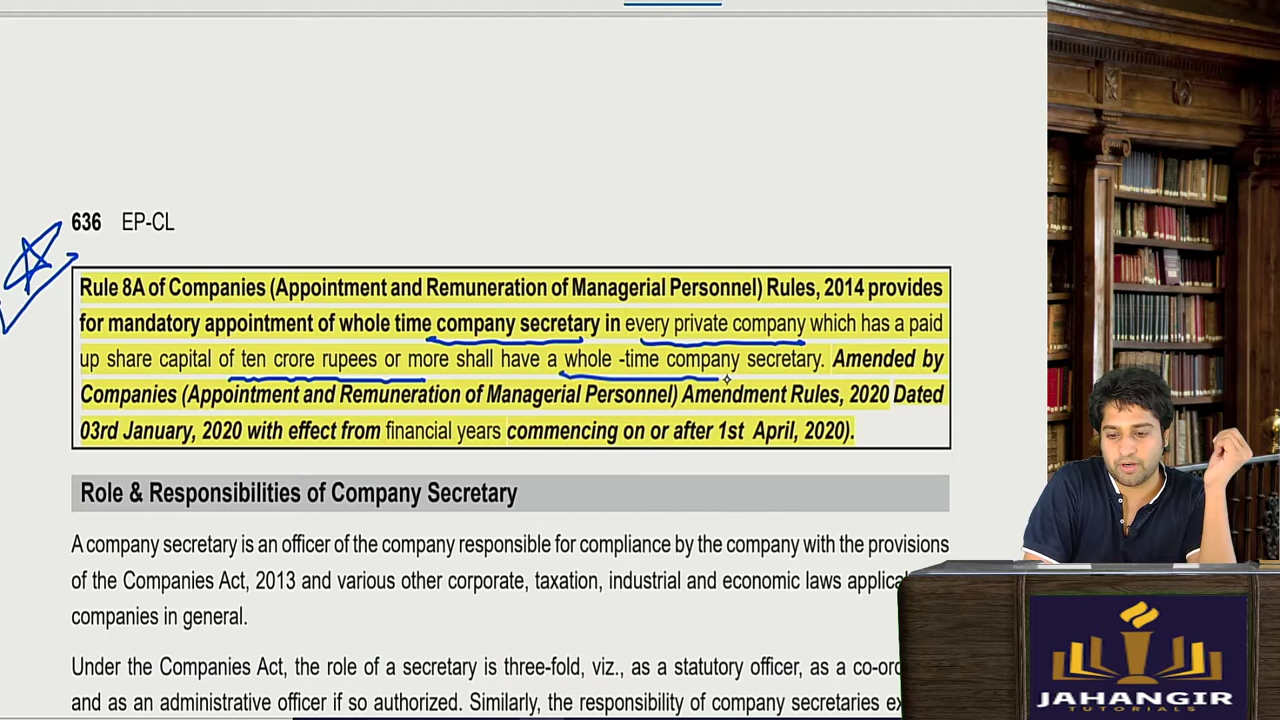 636 EP-CL
Rule 8A of Companies (Appointment and Remuneration of Managerial Personnel) Rules, 2014 provides
for mandatory appointment of whole time company secretary in every private company which has a paid
up share capital of ten crore rupees or more shall have a whole -time company secretary. Amended by
Companies (Appointment and Remuneration of Managerial Personnel) Amendment Rules, 2020 Dated
03rd January, 2020 with effect from financial years commencing on or after 1st April, 2020).
Role & Responsibilities of Company Secretary
A company secretary is an officer of the company responsible for compliance by the company with the provisions
of the Companies Act, 2013 and various other corporate, taxation, industrial and economic laws
companies in general.
Under the Companies Act, the role of a secretary is three-fold, viz., as a statutory officer, as a
and as an administrative officer if so authorized. Similarly, the responsibility of company secretaries
JAHANGIR
TUTORIALS